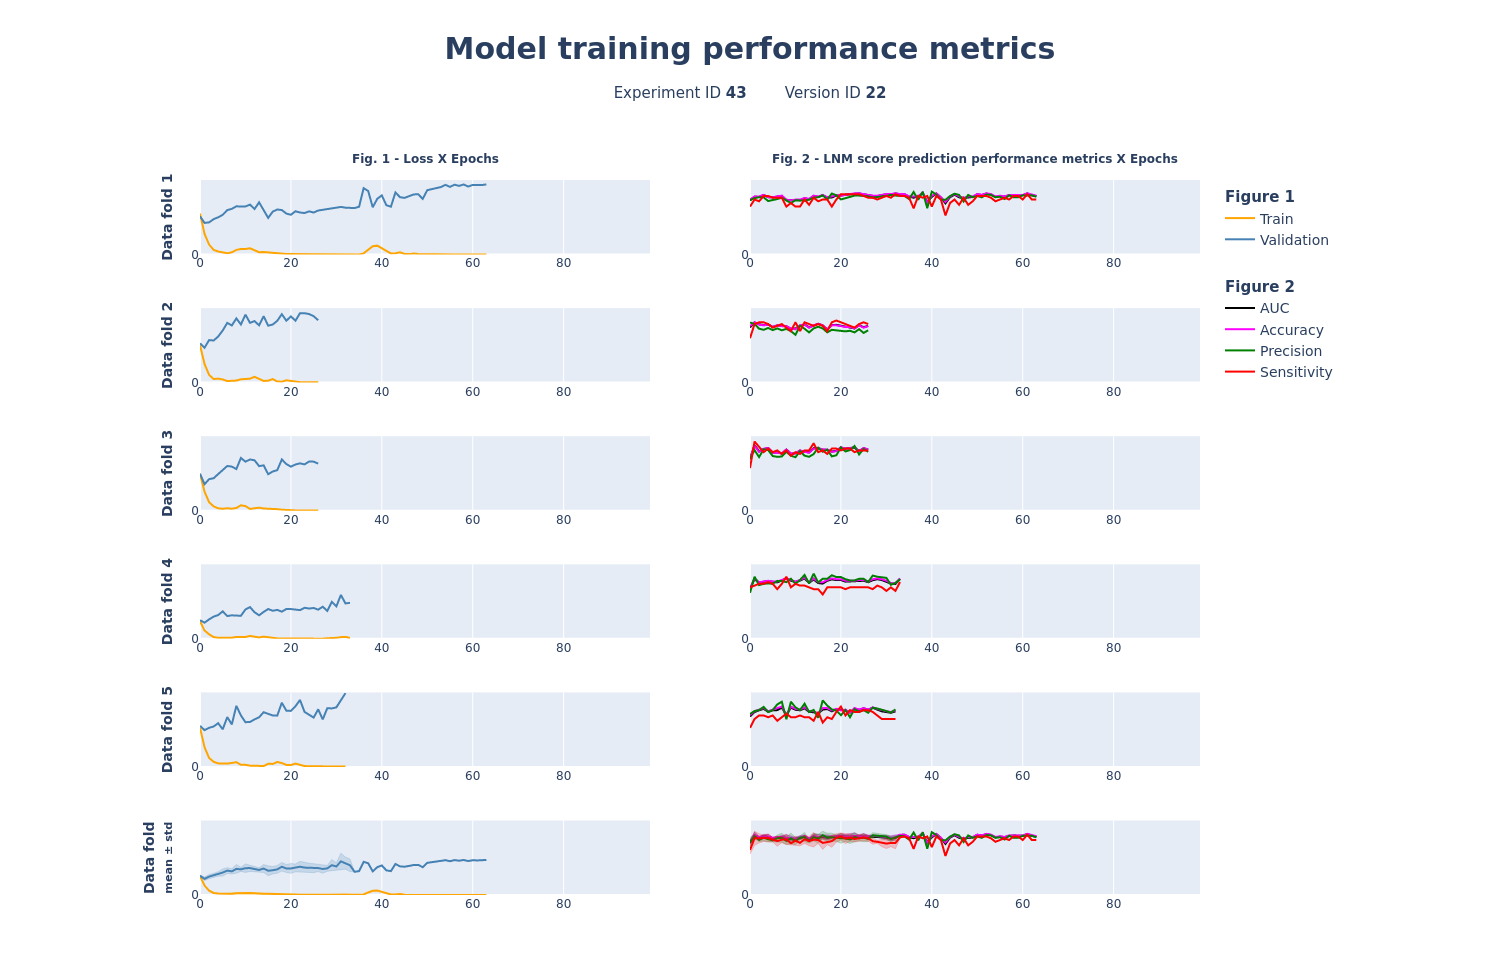 Model training performance metrics
Experiment ID 43 Version ID 22
Fig. 1 - Loss X Epochs
Fig. 2 - LNM score prediction performance metrics X Epochs
Data fold 1
0
0 20 40 60 80
0
0 20 40 60 80
Figure 1
Train
Validation
Figure 2
AUC
Accuracy
Precision
Sensitivity
Data fold 2
0
0 20 40 60 80
0
0 20 40 60 80
Data fold 3
0
0 20 40 60 80
0
0 20 40 60 80
Data fold 4
0
0 20 40 60 80
0
0 20 40 60 80
Data fold 5
0
0 20 40 60 80
0
0 20 40 60 80
Data fold
mean ± std
0
0 20 40 60 80
0
0 20 40 60 80